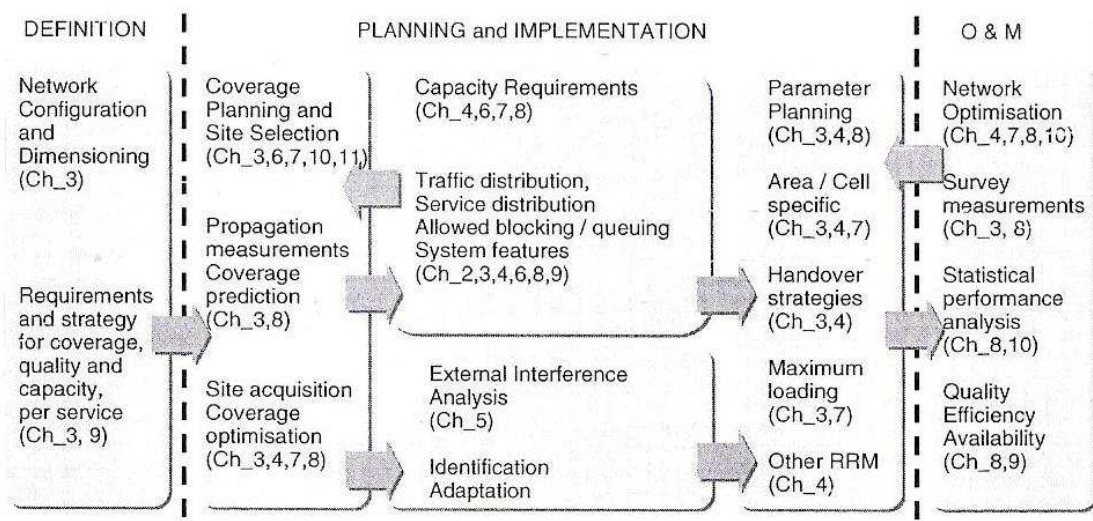 DEFINITION
PLANNING and IMPLEMENTATION
O & M
Network
Configuration
and
Dimensioning
(Ch_3)
Requirements
and strategy
for coverage,
quality and
capacity,
per service
(Ch_3, 9)
Coverage
Planning and
Site Selection
(Ch_3,6,7,10,11)
Propagation
measurements
Coverage
prediction
(Ch_3,8)
Site acquisition
Coverage
optimisation
(Ch_3,4,7,8)
Capacity Requirements
(Ch_4,6,7,8)
Traffic distribution,
Service distribution
Allowed blocking / queuing
System features
(Ch_2,3,4,6,8,9)
External Interference
Analysis
(Ch_5)
Identification
Adaptation
Parameter
Planning
(Ch_3,4,8)
Area / Cell
specific
(Ch_3,4,7)
Handover
strategies
(Ch_3,4)
Maximum
loading
(Ch_3,7)
Other RRM
(Ch_4)
Network
Optimisation
(Ch_4,7,8,10)
Survey
measurements
(Ch_3, 8)
Statistical
performance
analysis
(Ch_8,10)
Quality
Efficiency
Availability
(Ch_8,9)